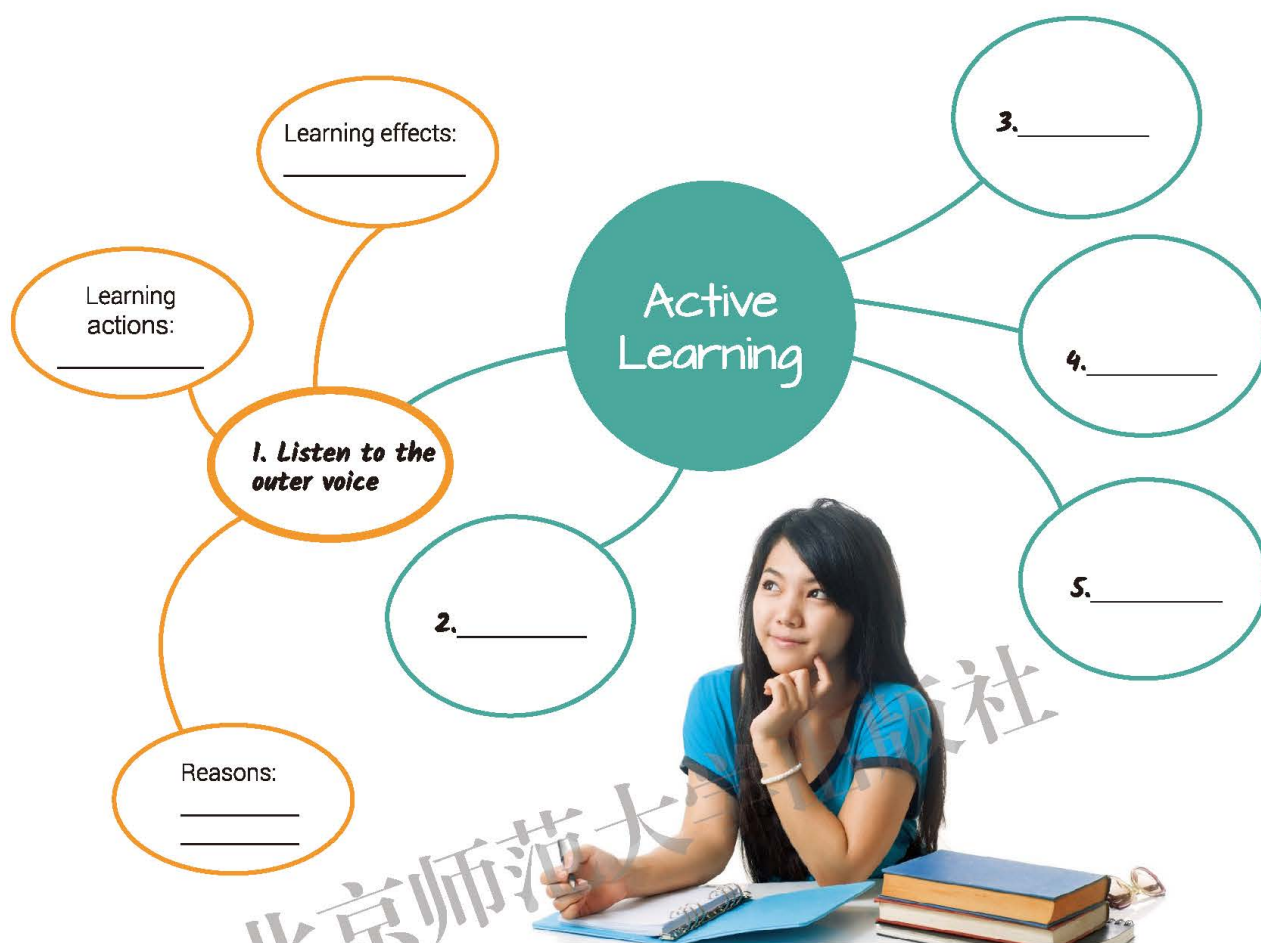 Learning effects:
Learning
actions:
1. Listen to the
outer voice
Reasons:
Active
Learning
2.
3.
4.
5.
北京师范大学出版社